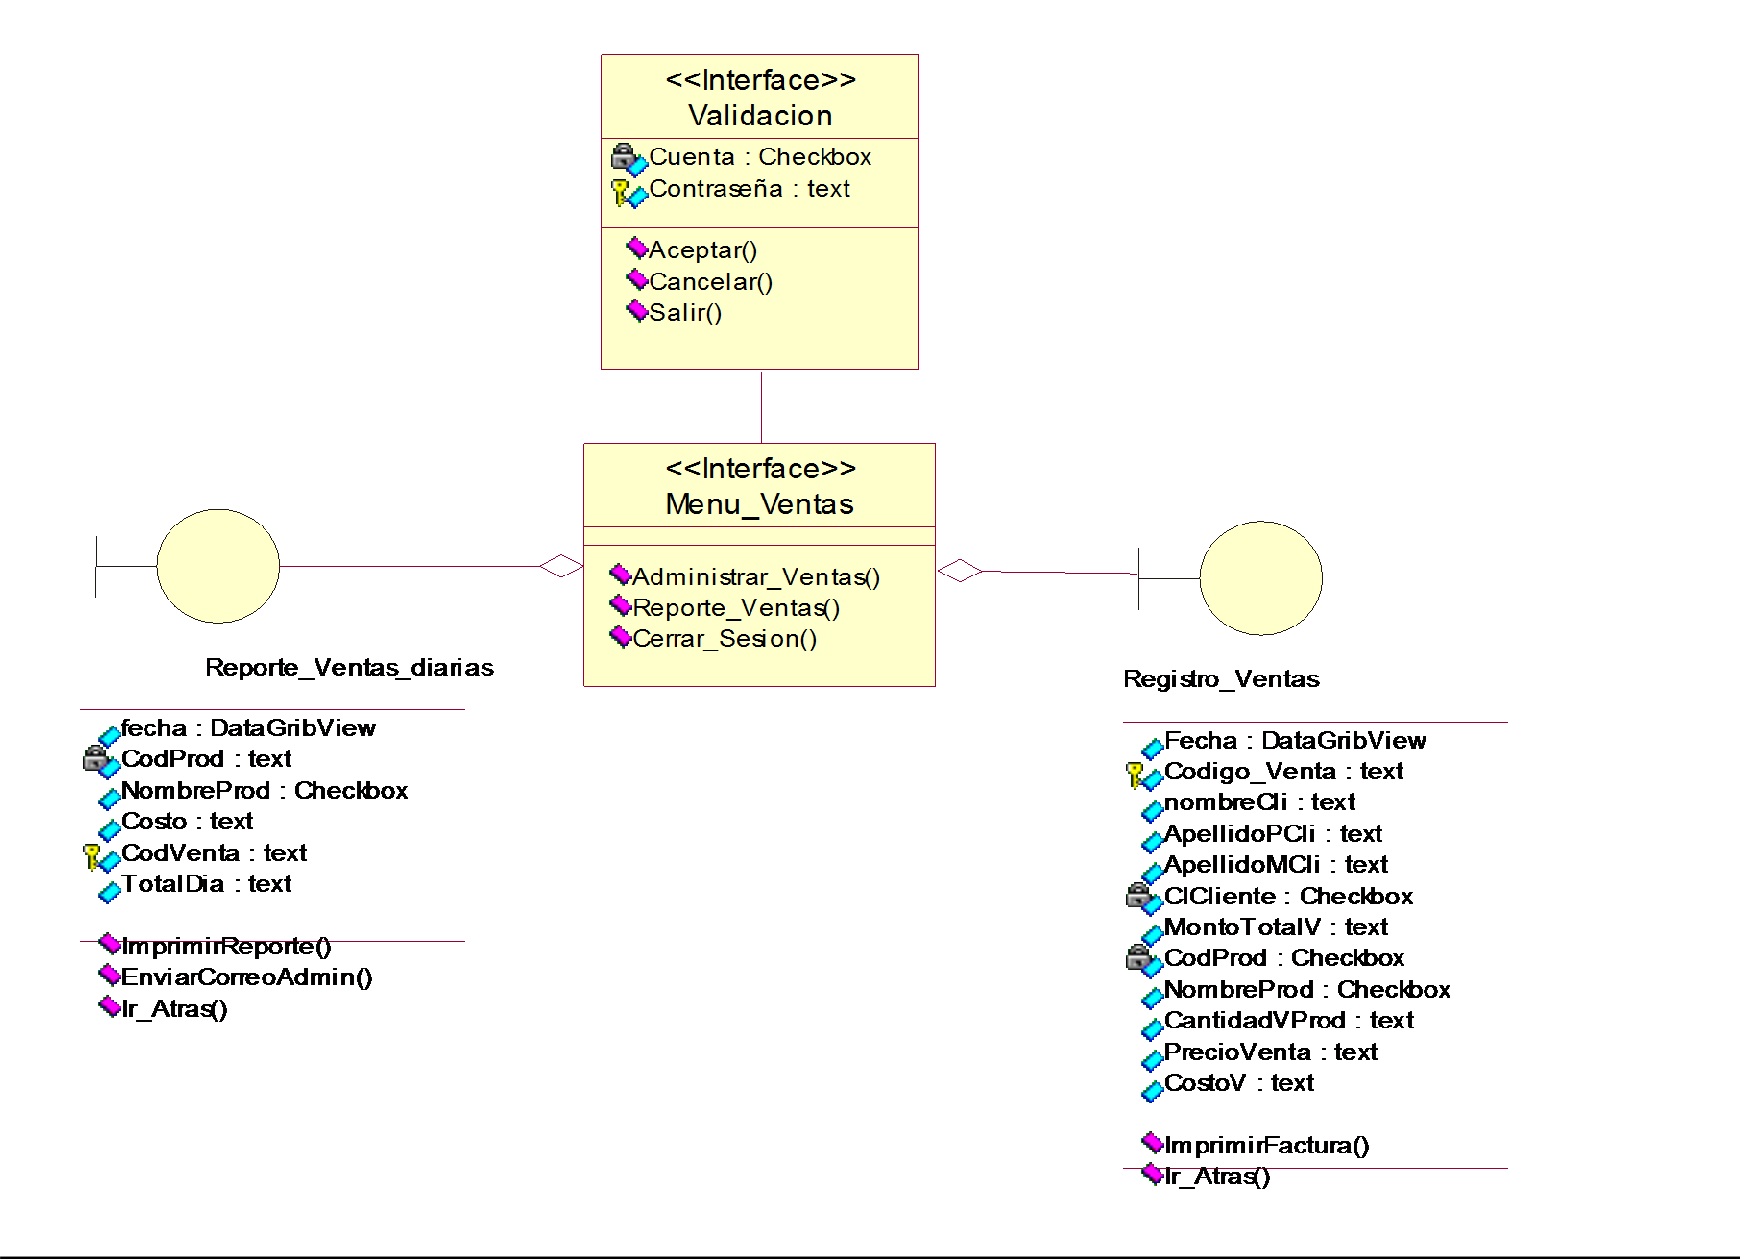 <<Interface>>
Validacion
Cuenta : Checkbox
Contraseña : text
Aceptar()
Cancelar()
Salir()
<<Interface>>
Menu_Ventas
Administrar_Ventas()
Reporte_Ventas()
Cerrar_Sesion()
Reporte_Ventas_diarias
fecha : DataGribView
CodProd : text
NombreProd : Checkbox
Costo : text
CodVenta : text
TotalDia : text
ImprimirReporte()
EnviarCorreoAdmin()
Ir_Atras()
Registro_Ventas
Fecha : DataGribView
Codigo_Venta : text
nombreCli : text
ApellidoPCli : text
ApellidoMCli : text
CICliente : Checkbox
MontoTotalV : text
CodProd : Checkbox
NombreProd : Checkbox
CantidadVProd : text
PrecioVenta : text
CostoV : text
ImprimirFactura()
Ir_Atras()